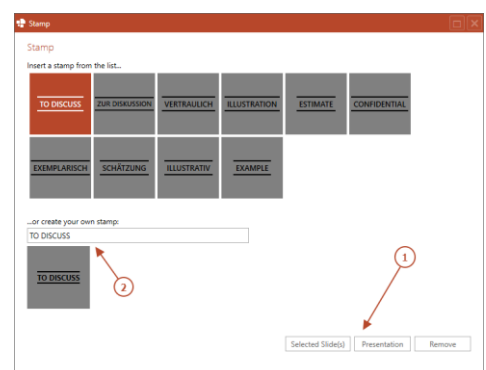 Stamp
Stamp
Insert a stamp from the list...
TO DISCUSS
ZUR DISKUSSION
VERTRAULICH
ILLUSTRATION
ESTIMATE
CONFIDENTIAL
EXEMPLARISCH
SCHÄTZUNG
ILLUSTRATIV
EXAMPLE
...or create your own stamp:
TO DISCUSS
TO DISCUSS
2
1
Selected Slide(s)
Presentation
Remove